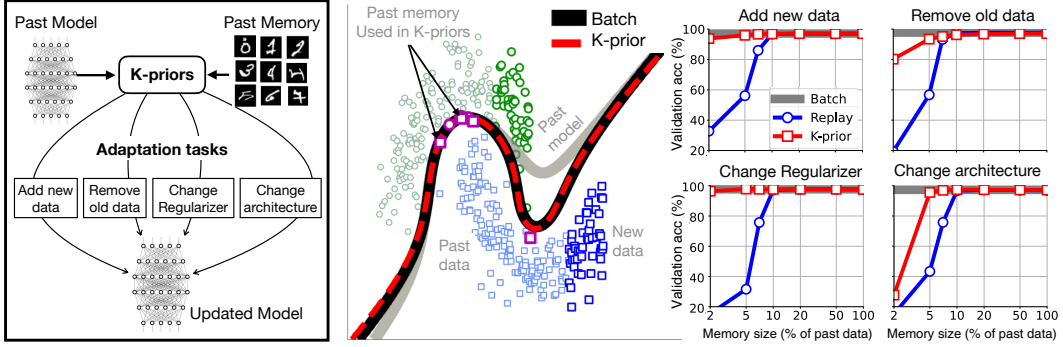 Past Model
Past Memory
K-priors
Adaptation tasks
Add new
data
Remove
old data
Change
Regularizer
Change
architecture
Updated Model
Past memory
Used in K-priors
Batch
K-prior
Past
model
Past
data
New
data
Add new data
Remove old data
Validation acc (%)
100
80
60
40
20
Batch
Replay
K-prior
Change Regularizer
Change architecture
Validation acc (%)
100
80
60
40
20
2 5 10 20 50 100
2 5 10 20 50 100
Memory size (% of past data)
Memory size (% of past data)